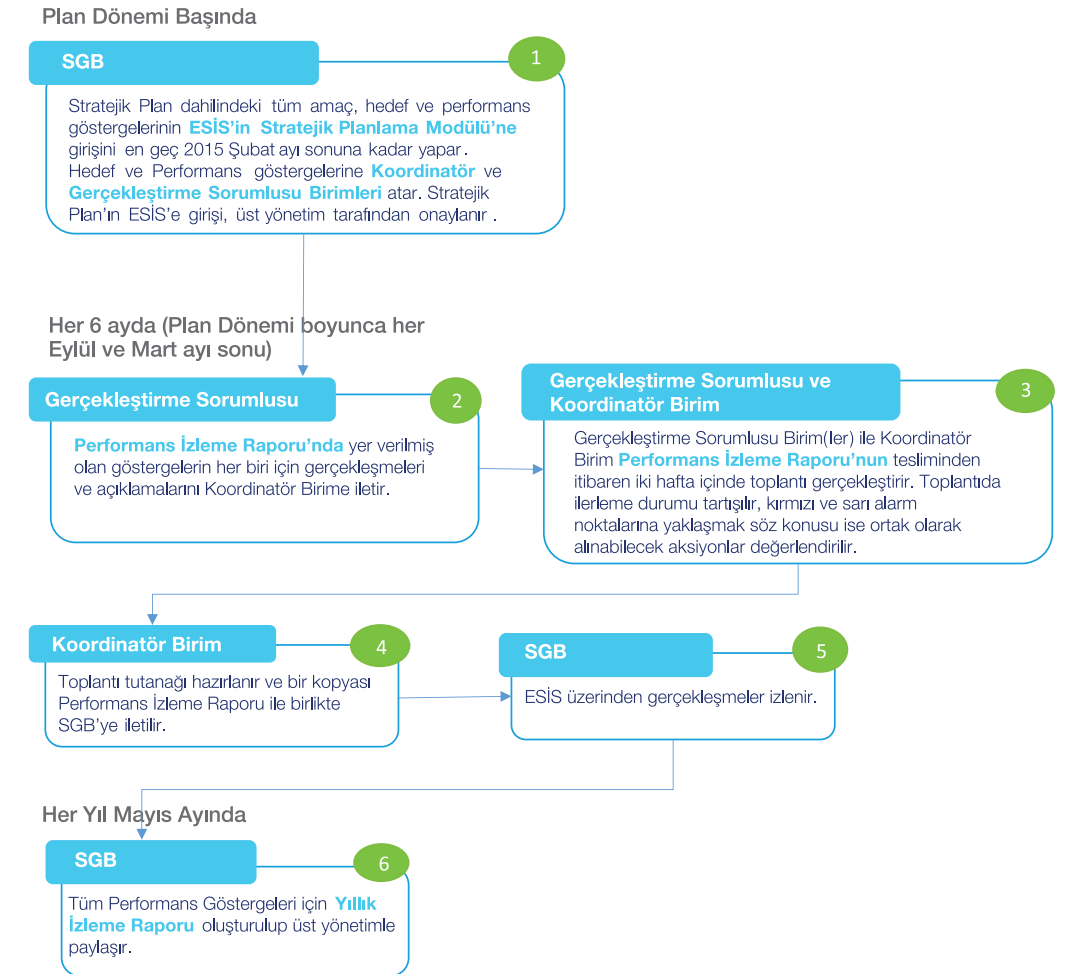 Plan Dönemi Başında
SGB
1
Stratejik Plan dahilindeki tüm amaç, hedef ve performans
göstergelerinin ESİS'in Stratejik Planlama Modülü'ne
girişini en geç 2015 Şubat ayı sonuna kadar yapar.
Hedef ve Performans göstergelerine Koordinatör ve
Gerçekleştirme Sorumlusu Birimleri atar. Stratejik
Plan'ın ESİS'e girişi, üst yönetim tarafından onaylanır .
Her 6 ayda (Plan Dönemi boyunca her
Eylül ve Mart ayı sonu)
Gerçekleştirme Sorumlusu
2
Performans İzleme Raporu'nda yer verilmiş
olan göstergelerin her biri için gerçekleşmeleri
ve açıklamalarını Koordinatör Birime iletir.
Gerçekleştirme Sorumlusu ve
Koordinatör Birim
3
Gerçekleştirme Sorumlusu Birim(ler) ile Koordinatör
Birim Performans İzleme Raporu'nun tesliminden
itibaren iki hafta içinde toplantı gerçekleştirir. Toplantıda
ilerleme durumu tartışılır, kırmızı ve sarı alarm
noktalarına yaklaşmak söz konusu ise ortak olarak
alınabilecek aksiyonlar değerlendirilir.
Koordinatör Birim
4
Toplantı tutanağı hazırlanır ve bir kopyası
Performans İzleme Raporu ile birlikte
SGB'ye iletilir.
SGB
5
ESİS üzerinden gerçekleşmeler izlenir.
Her Yıl Mayıs Ayında
SGB
6
Tüm Performans Göstergeleri için Yıllık
İzleme Raporu oluşturulup üst yönetimle
paylaşır.